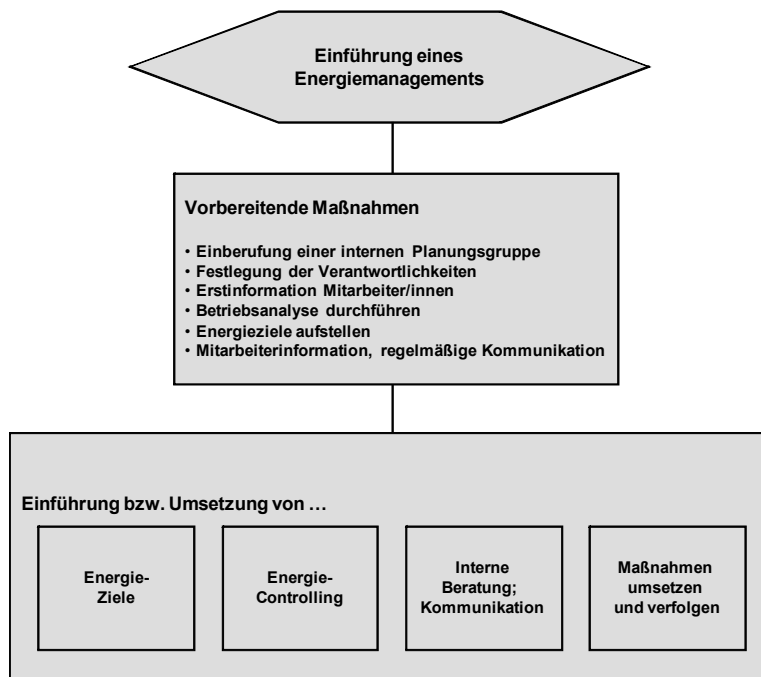 Einführung eines
Energiemanagements
Vorbereitende Maßnahmen
• Einberufung einer internen Planungsgruppe
• Festlegung der Verantwortlichkeiten
• Erstinformation Mitarbeiter/innen
• Betriebsanalyse durchführen
• Energieziele aufstellen
• Mitarbeiterinformation, regelmäßige Kommunikation
Einführung bzw. Umsetzung von …
Energie-
Ziele
Energie-
Controlling
Interne
Beratung;
Kommunikation
Maßnahmen
umsetzen
und verfolgen